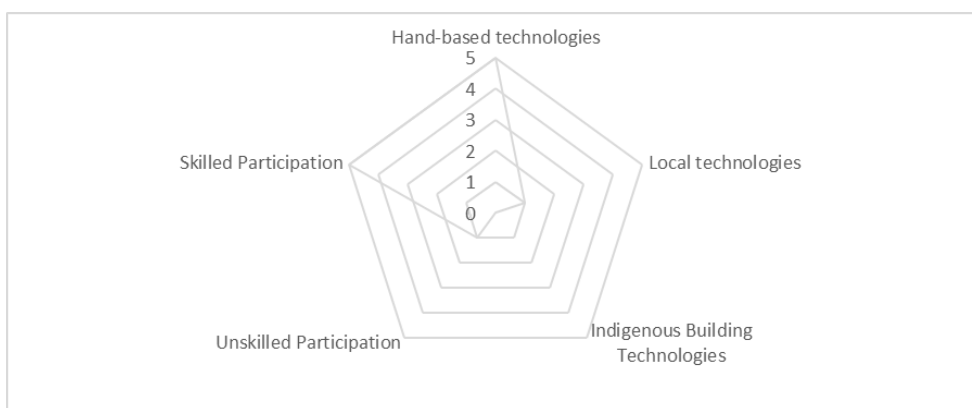 Hand-based technologies
5
4
3
2
1
0
Skilled Participation
Local technologies
Unskilled Participation
Indigenous Building
Technologies